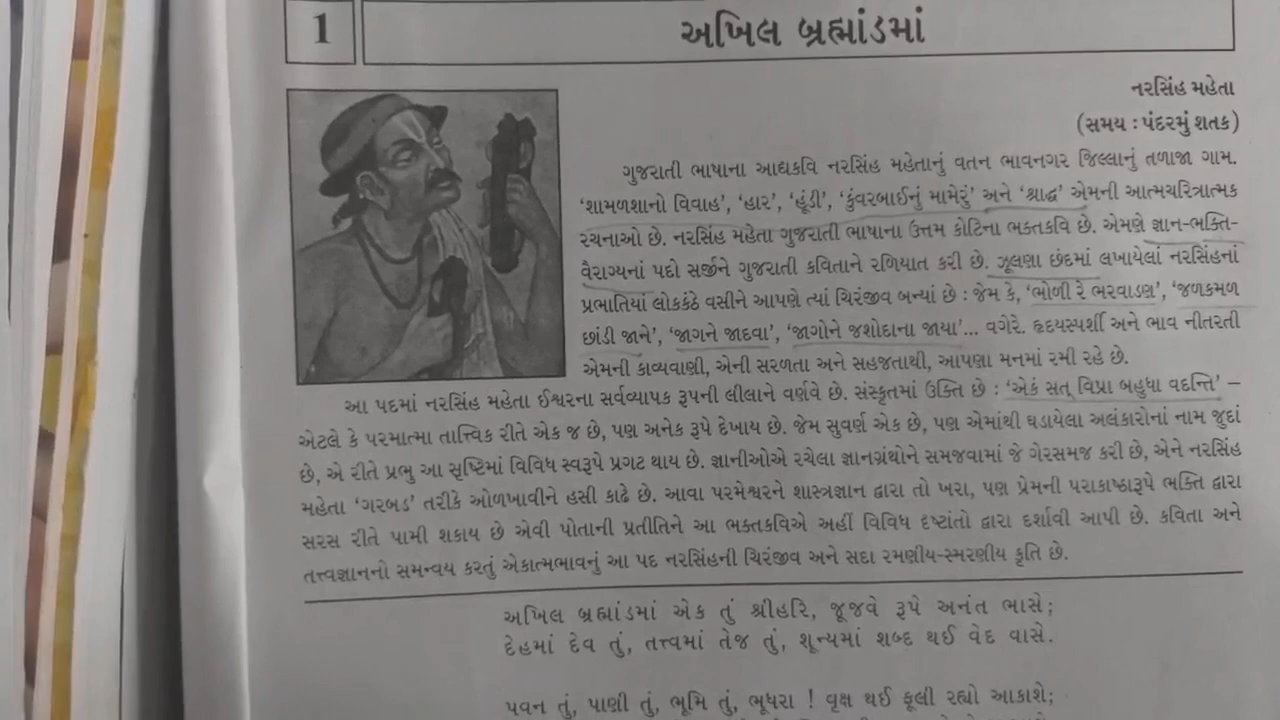 1
અખિલ બ્રહ્માંડમાં
નરસિંહ મહેતા
(સમય : પંદરમું શતક)
ગુજરાતી ભાષાના આદ્યકવિ નરસિંહ મહેતાનું વતન ભાવનગર જિલ્લાનું તળાજા ગામ.
‘શામળશાનો વિવાહ’, ‘હાર’, ‘હૂંડી’, ‘કુંવરબાઈનું મામેરું’ અને ‘શ્રાદ્ધ’ એમની આત્મચરિત્રાત્મક
રચનાઓ છે. નરસિંહ મહેતા ગુજરાતી ભાષાના ઉત્તમ કોટિના ભક્તકવિ છે. એમણે જ્ઞાન-ભક્તિ-
વૈરાગ્યનાં પદો સર્જીને ગુજરાતી કવિતાને રળિયાત કરી છે. ઝૂલણા છંદમાં લખાયેલાં નરસિંહનાં
પ્રભાતિયાં લોકકંઠે વસીને આપણે ત્યાં ચિરંજીવ બન્યાં છે : જેમ કે, ‘ભોળી રે ભરવાડણ’, ‘જળકમળ
છાંડી જાને’, ‘જાગને જાદવા’, ‘જાગોને જશોદાના જાયા’... વગેરે. હૃદયસ્પર્શી અને ભાવ નીતરતી
એમની કાવ્યવાણી, એની સરળતા અને સહજતાથી, આપણા મનમાં રમી રહે છે.
આ પદમાં નરસિંહ મહેતા ઈશ્વરના સર્વવ્યાપક રૂપની લીલાને વર્ણવે છે. સંસ્કૃતમાં ઉક્તિ છે : ‘એકં સત્ વિપ્રા બહુધા વદન્તિ’ –
એટલે કે પરમાત્મા તાત્ત્વિક રીતે એક જ છે, પણ અનેક રૂપે દેખાય છે. જેમ સુવર્ણ એક છે, પણ એમાંથી ઘડાયેલા અલંકારોનાં નામ જુદાં
છે, એ રીતે પ્રભુ આ સૃષ્ટિમાં વિવિધ સ્વરૂપે પ્રગટ થાય છે. જ્ઞાનીઓએ રચેલા જ્ઞાનગ્રંથોને સમજવામાં જે ગેરસમજ કરી છે, એને નરસિંહ
મહેતા ‘ગરબડ’ તરીકે ઓળખાવીને હસી કાઢે છે. આવા પરમેશ્વરને શાસ્ત્રજ્ઞાન દ્વારા તો ખરા, પણ પ્રેમની પરાકાષ્ઠારૂપે ભક્તિ દ્વારા
સરસ રીતે પામી શકાય છે એવી પોતાની પ્રતીતિને આ ભક્તકવિએ અહીં વિવિધ દૃષ્ટાંતો દ્વારા દર્શાવી આપી છે. કવિતા અને
તત્ત્વજ્ઞાનનો સમન્વય કરતું એકાત્મભાવનું આ પદ નરસિંહની ચિરંજીવ અને સદા રમણીય-સ્મરણીય કૃતિ છે.
અખિલ બ્રહ્માંડમાં એક તું શ્રીહરિ, જૂજવે રૂપે અનંત ભાસે;
દેહમાં દેવ તું, તત્ત્વમાં તેજ તું, શૂન્યમાં શબ્દ થઈ વેદ વાસે.
પવન તું, પાણી તું, ભૂમિ તું, ભૂધરા ! વૃક્ષ થઈ ફૂલી રહ્યો આકાશે;